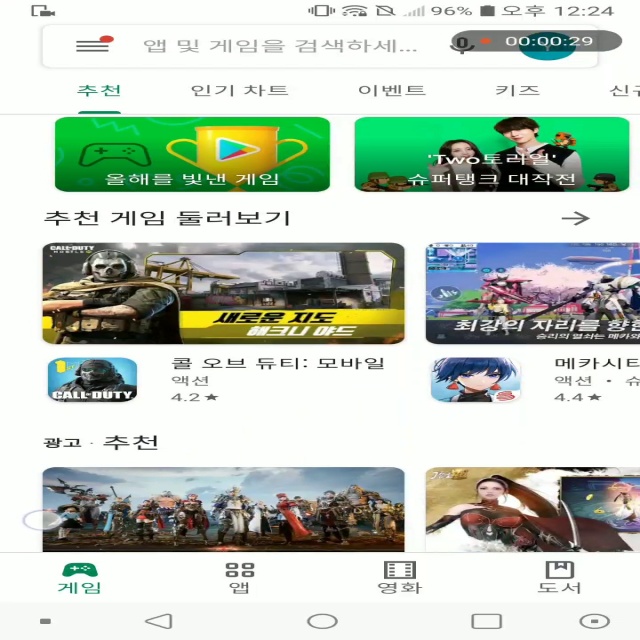 96% 오후 12:24
앱 및 게임을 검색하세...
00:00:29
추천 인기 차트 이벤트 키즈 신규
올해를 빛낸 게임
'Two토리얼'
슈퍼탱크 대작전
추천 게임 둘러보기
CALL OF DUTY
MOBILE
새로운 지도
해크니 야드
최강의 자리를 향한
승리의 열쇠는 메카와
콜 오브 듀티: 모바일
액션
4.2★
CALL OF DUTY
메카시티
액션 · 슈
4.4★
광고 · 추천
게임 앱 영화 도서